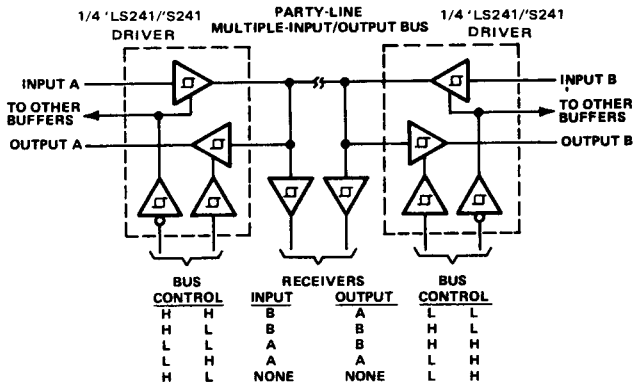 1/4 'LS241/'S241
DRIVER
PARTY-LINE
MULTIPLE-INPUT/OUTPUT BUS
1/4 'LS241/'S241
DRIVER
INPUT A
INPUT B
TO OTHER
BUFFERS
TO OTHER
BUFFERS
OUTPUT A
OUTPUT B
BUS RECEIVERS BUS
CONTROL INPUT OUTPUT CONTROL
H H B A L L
H L B B H L
L L A B H H
L H A A L H
H L NONE NONE L H